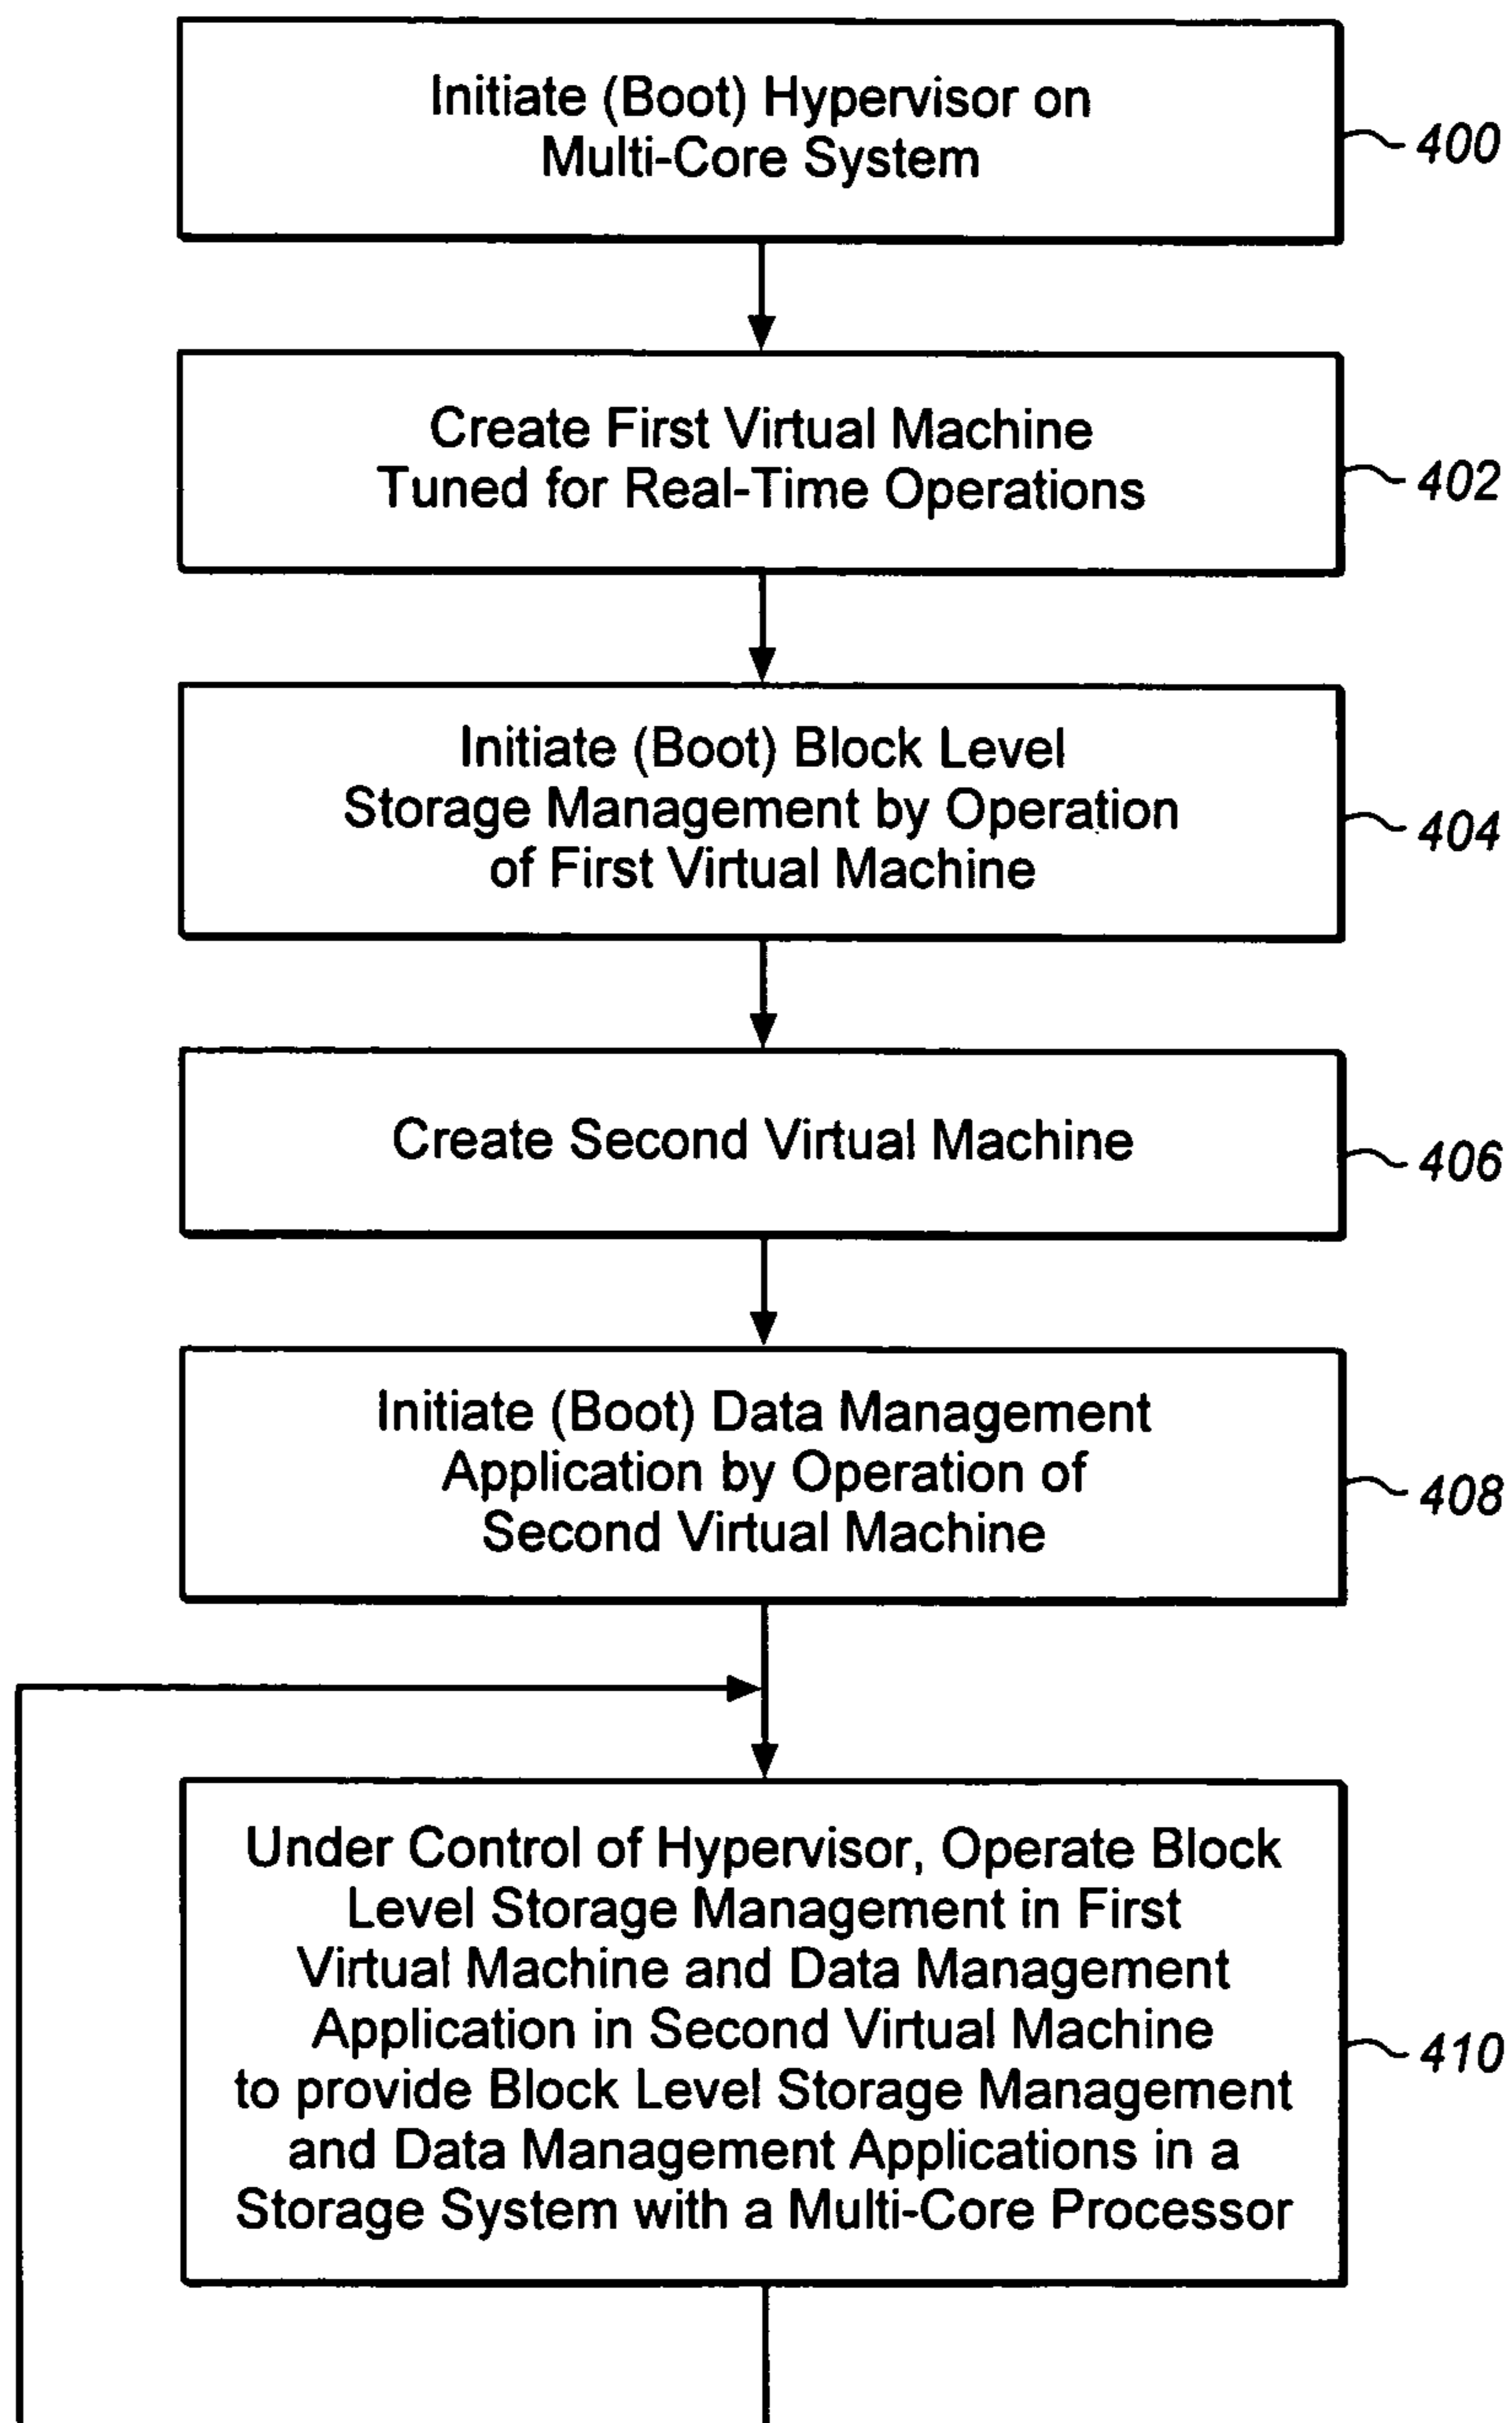 Initiate (Boot) Hypervisor on
Multi-Core System
400
Create First Virtual Machine
Tuned for Real-Time Operations
402
Initiate (Boot) Block Level
Storage Management by Operation
of First Virtual Machine
404
Create Second Virtual Machine
406
Initiate (Boot) Data Management
Application by Operation of
Second Virtual Machine
408
Under Control of Hypervisor, Operate Block
Level Storage Management in First
Virtual Machine and Data Management
Application in Second Virtual Machine
to provide Block Level Storage Management
and Data Management Applications in a
Storage System with a Multi-Core Processor
410